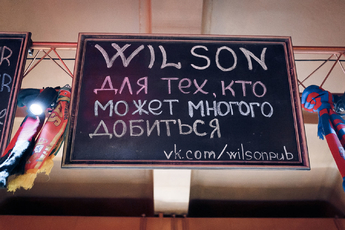 WILSON
ДЛЯ ТЕХ, КТО
МОЖЕТ МНОГОГО
ДОБИТЬСЯ
vk.com/wilsonpub